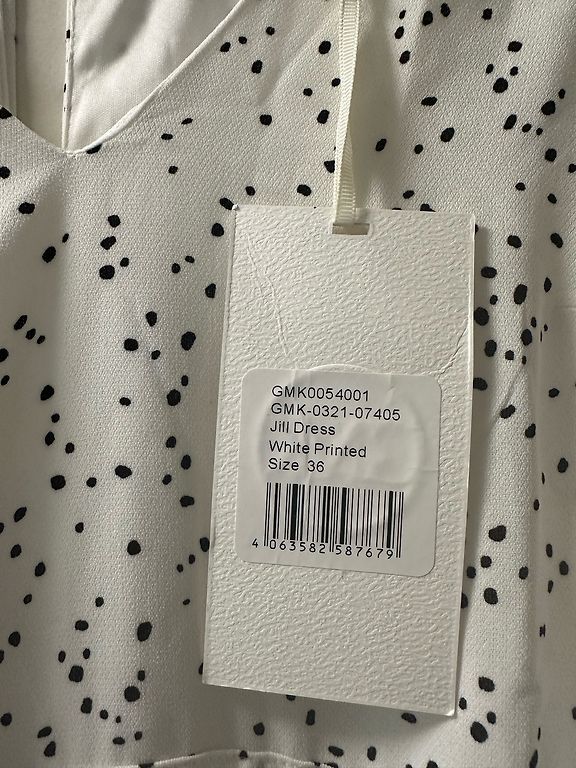 GMK0054001
GMK-0321-07405
Jill Dress
White Printed
Size 36
4 063582 587679